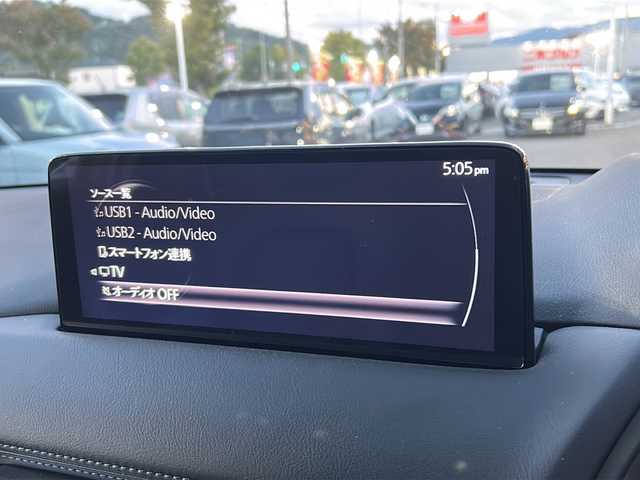 5:05pm
ソース一覧
USB1 - Audio/Video
USB2 - Audio/Video
スマートフォン連携
TV
オーディオ OFF